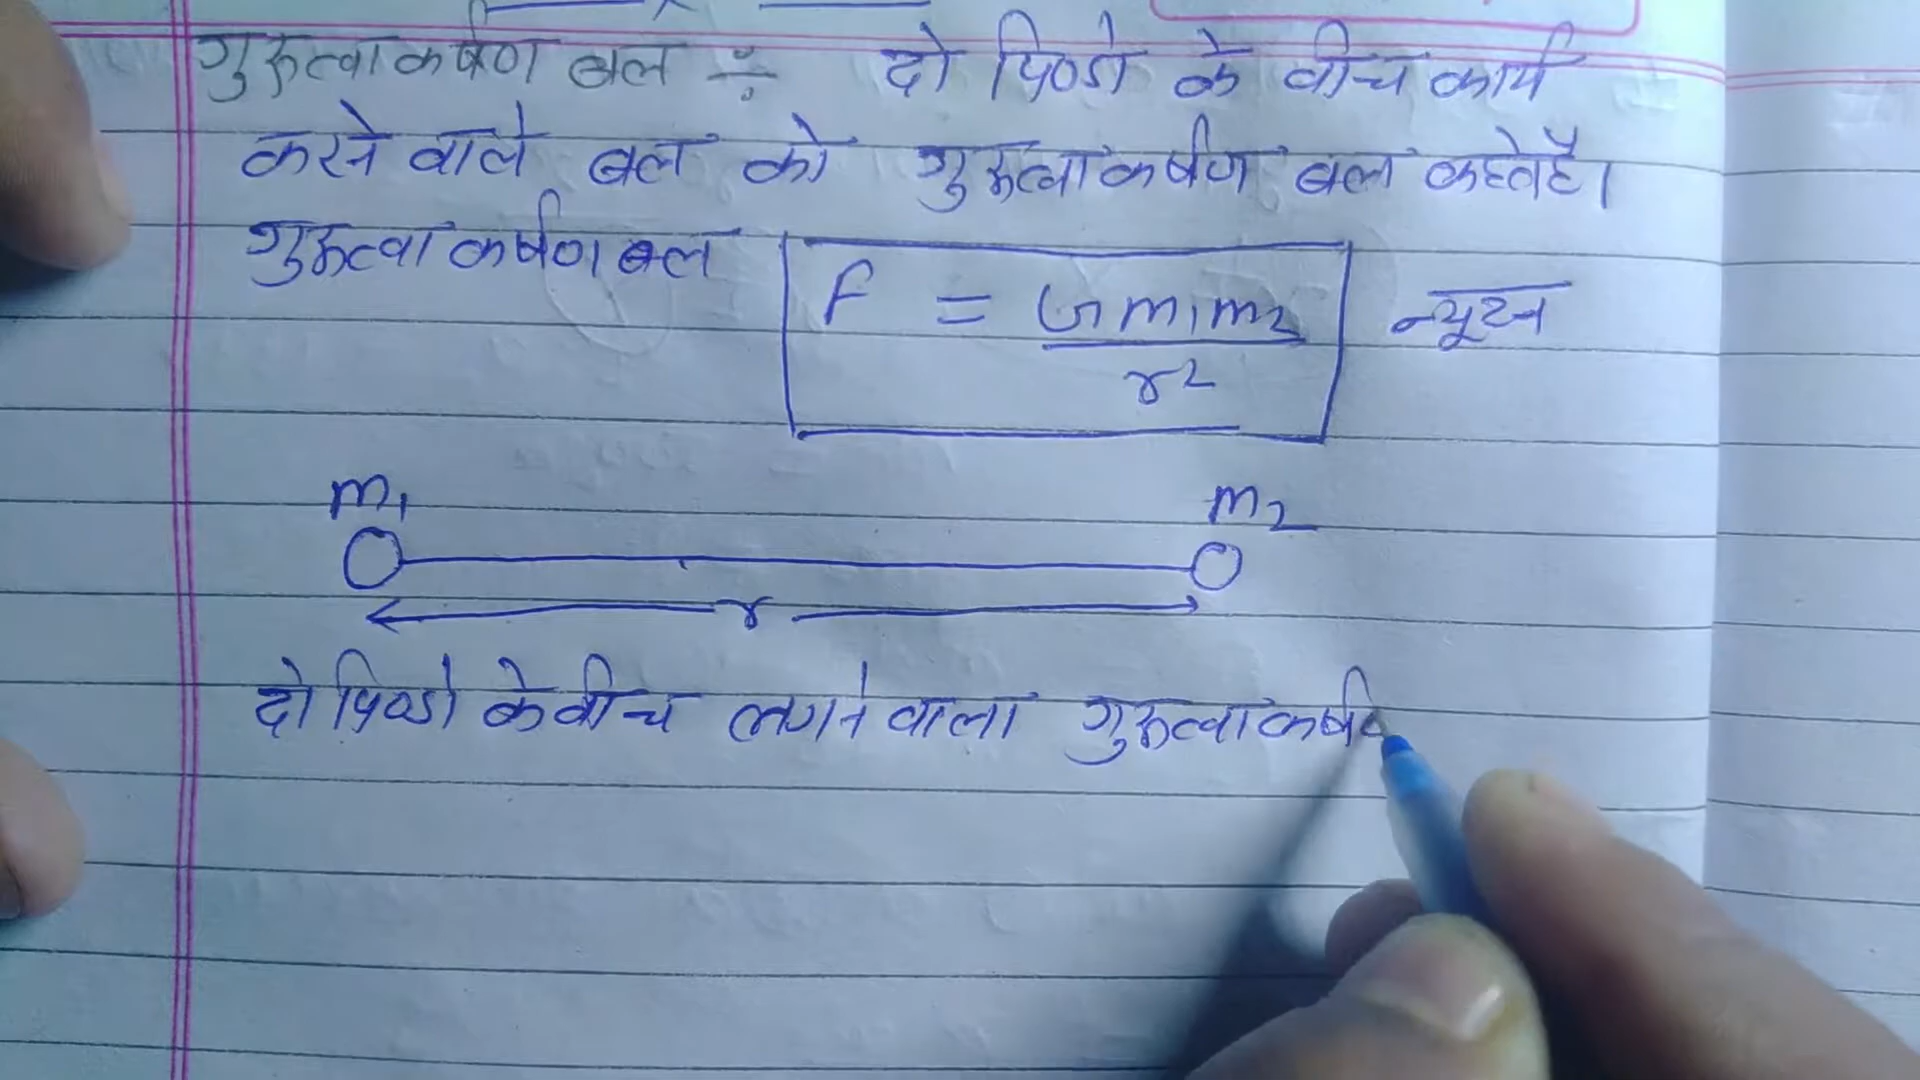 गुरुत्वाकर्षण बल ÷ दो पिण्डो के बीच कार्य
करने वाले बल को गुरुत्वाकर्षण बल कहते है।
गुरुत्वाकर्षण बल F = G m₁m₂ / r² न्यूटन
m₁ m₂
r
दो पिण्डो के बीच लगने वाला गुरुत्वाकर्षण